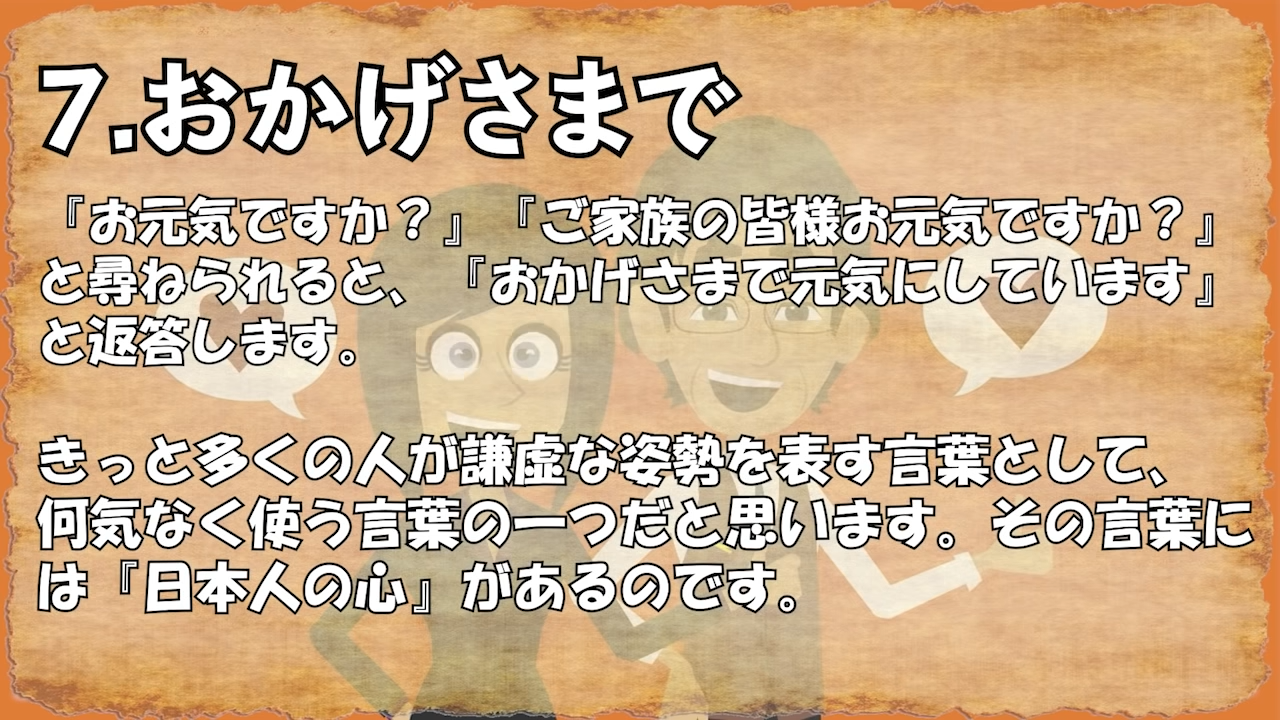 7.おかげさまで
『お元気ですか？』『ご家族の皆様お元気ですか？』
と尋ねられると、『おかげさまで元気にしています』
と返答します。
きっと多くの人が謙虚な姿勢を表す言葉として、
何気なく使う言葉の一つだと思います。その言葉に
は『日本人の心』があるのです。